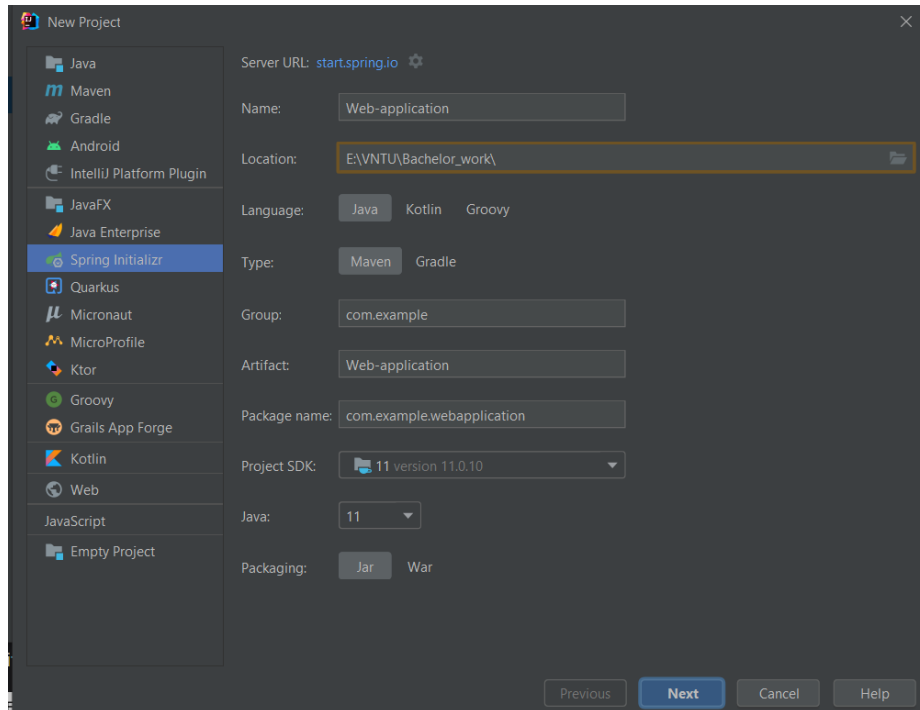 New Project
Java
Maven
Gradle
Android
IntelliJ Platform Plugin
JavaFX
Java Enterprise
Spring Initializr
Quarkus
Micronaut
MicroProfile
Ktor
Groovy
Grails App Forge
Kotlin
Web
JavaScript
Empty Project
Server URL: start.spring.io
Name: Web-application
Location: E:\VNTU\Bachelor_work\
Language: Java Kotlin Groovy
Type: Maven Gradle
Group: com.example
Artifact: Web-application
Package name: com.example.webapplication
Project SDK: 11 version 11.0.10
Java: 11
Packaging: Jar War
Previous Next Cancel Help